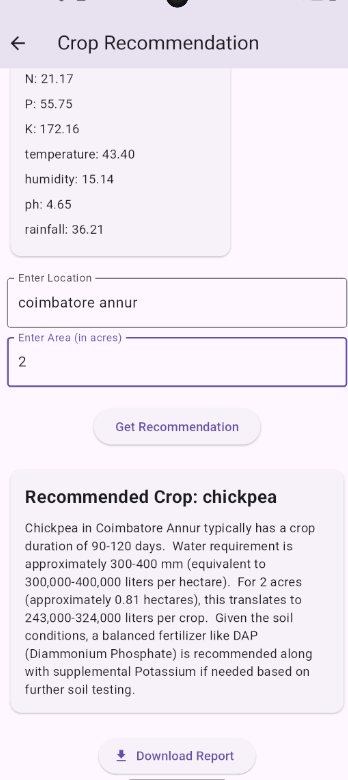 Crop Recommendation
N: 21.17
P: 55.75
K: 172.16
temperature: 43.40
humidity: 15.14
ph: 4.65
rainfall: 36.21
Enter Location
coimbatore annur
Enter Area (in acres)
2
Get Recommendation
Recommended Crop: chickpea
Chickpea in Coimbatore Annur typically has a crop
duration of 90-120 days.  Water requirement is
approximately 300-400 mm (equivalent to
300,000-400,000 liters per hectare).  For 2 acres
(approximately 0.81 hectares), this translates to
243,000-324,000 liters per crop.  Given the soil
conditions, a balanced fertilizer like DAP
(Diammonium Phosphate) is recommended along
with supplemental Potassium if needed based on
further soil testing.
Download Report